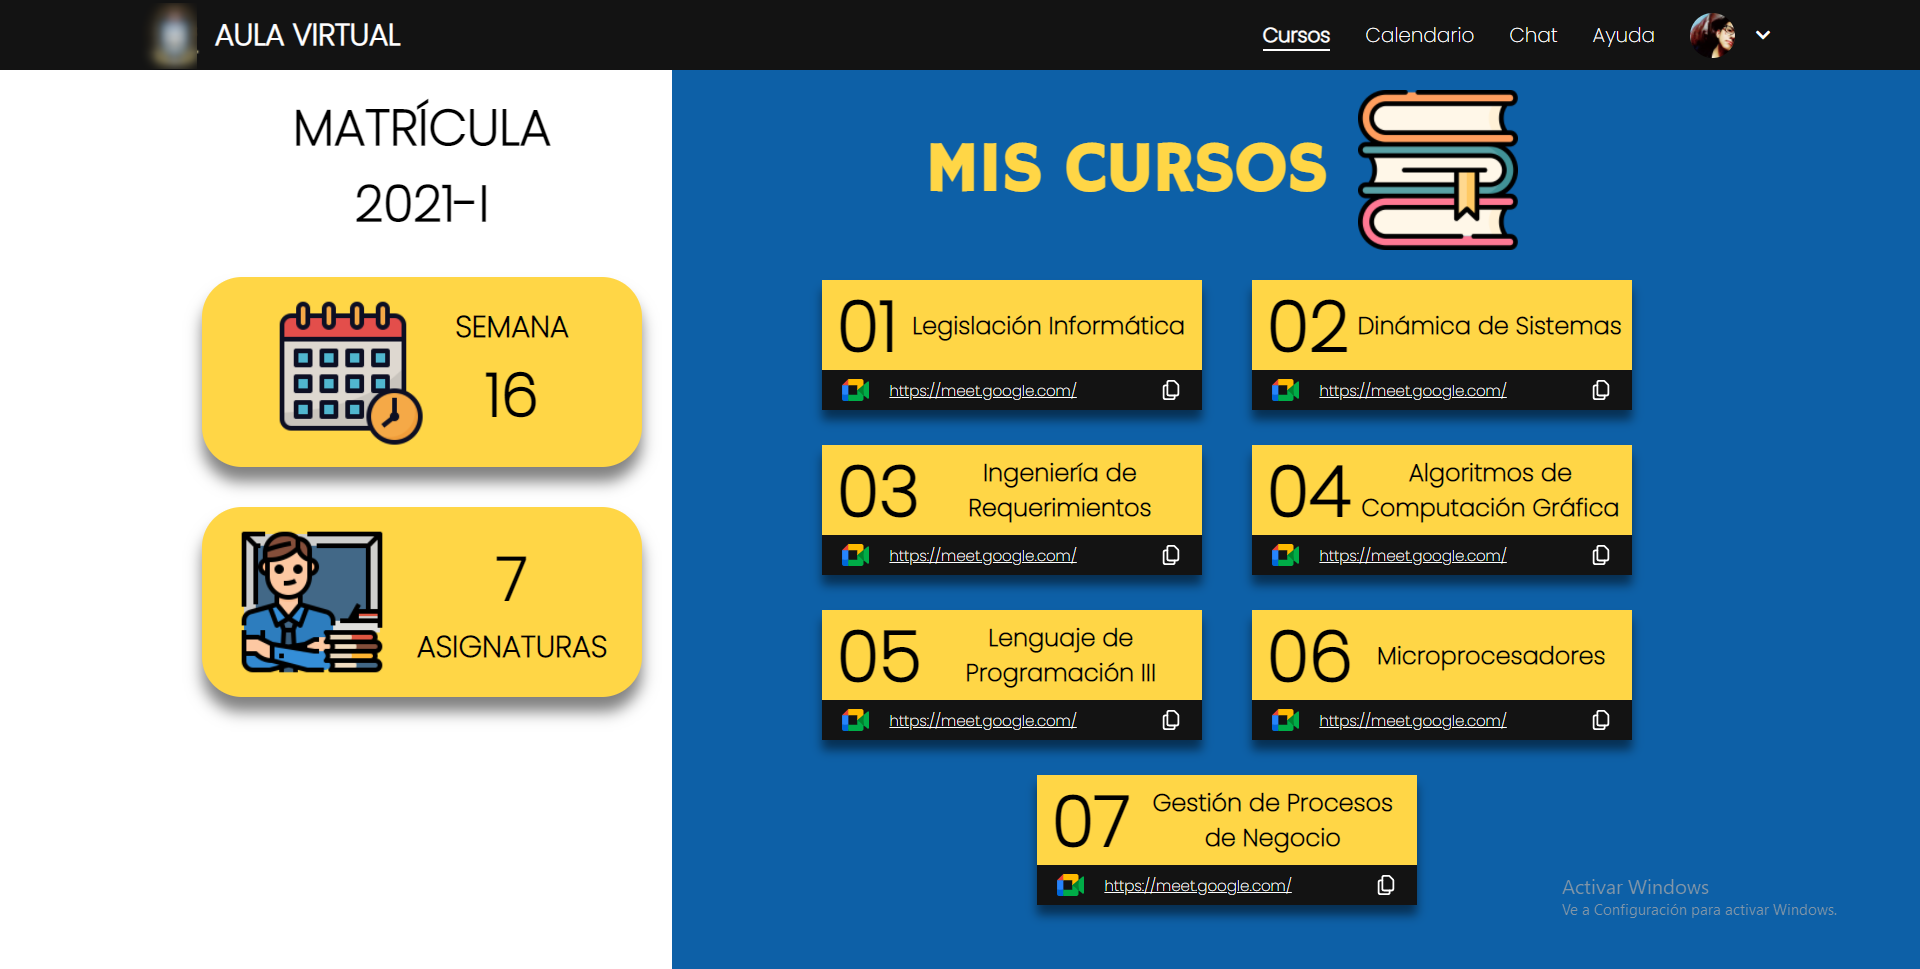 AULA VIRTUAL
Cursos
Calendario
Chat
Ayuda
MATRÍCULA
2021-I
SEMANA
16
7
ASIGNATURAS
MIS CURSOS
01
Legislación Informática
https://meet.google.com/
02
Dinámica de Sistemas
https://meet.google.com/
03
Ingeniería de
Requerimientos
https://meet.google.com/
04
Algoritmos de
Computación Gráfica
https://meet.google.com/
05
Lenguaje de
Programación III
https://meet.google.com/
06
Microprocesadores
https://meet.google.com/
07
Gestión de Procesos
de Negocio
https://meet.google.com/
Activar Windows
Ve a Configuración para activar Windows.